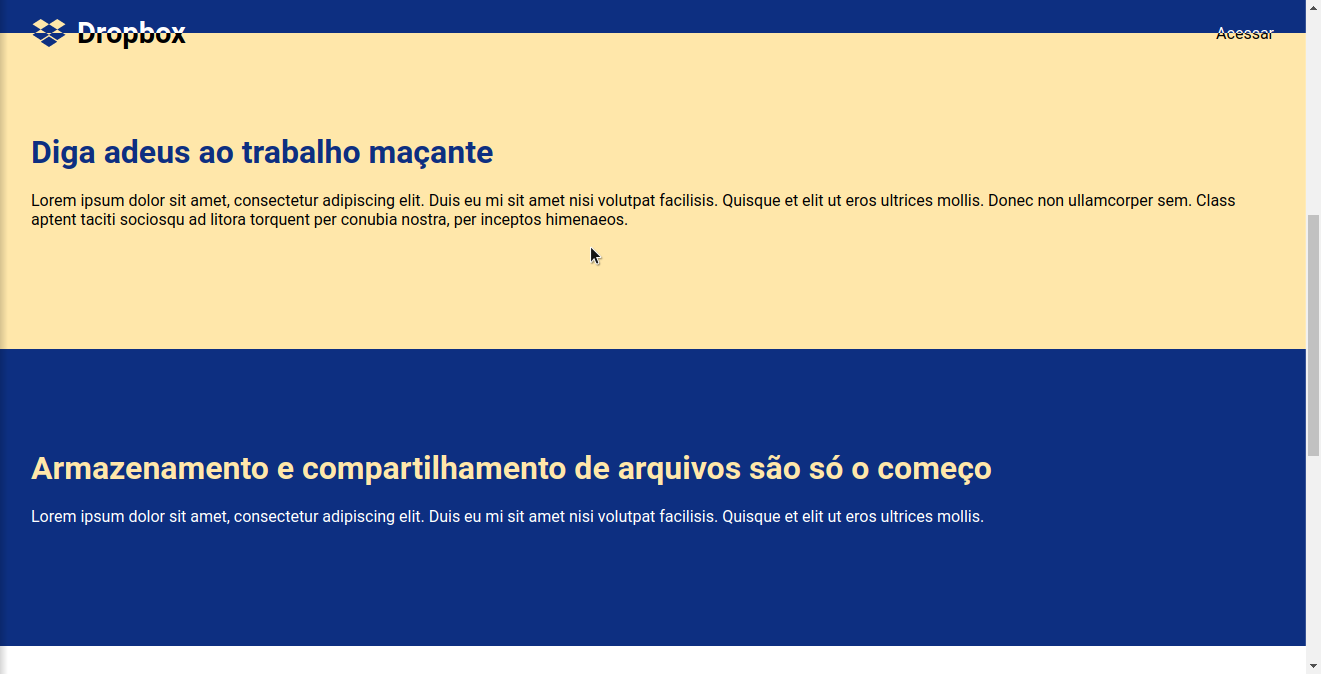 Dropbox
Acessar
Diga adeus ao trabalho maçante
Lorem ipsum dolor sit amet, consectetur adipiscing elit. Duis eu mi sit amet nisi volutpat facilisis. Quisque et elit ut eros ultrices mollis. Donec non ullamcorper sem. Class
aptent taciti sociosqu ad litora torquent per conubia nostra, per inceptos himenaeos.
Armazenamento e compartilhamento de arquivos são só o começo
Lorem ipsum dolor sit amet, consectetur adipiscing elit. Duis eu mi sit amet nisi volutpat facilisis. Quisque et elit ut eros ultrices mollis.